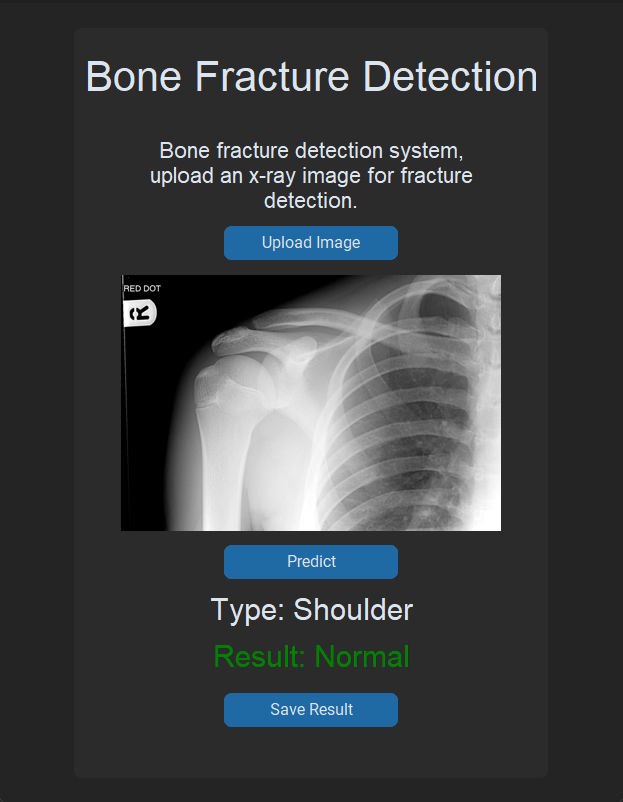 Bone Fracture Detection
Bone fracture detection system,
upload an x-ray image for fracture
detection.
Upload Image
RED DOT
R
Predict
Type: Shoulder
Result: Normal
Save Result